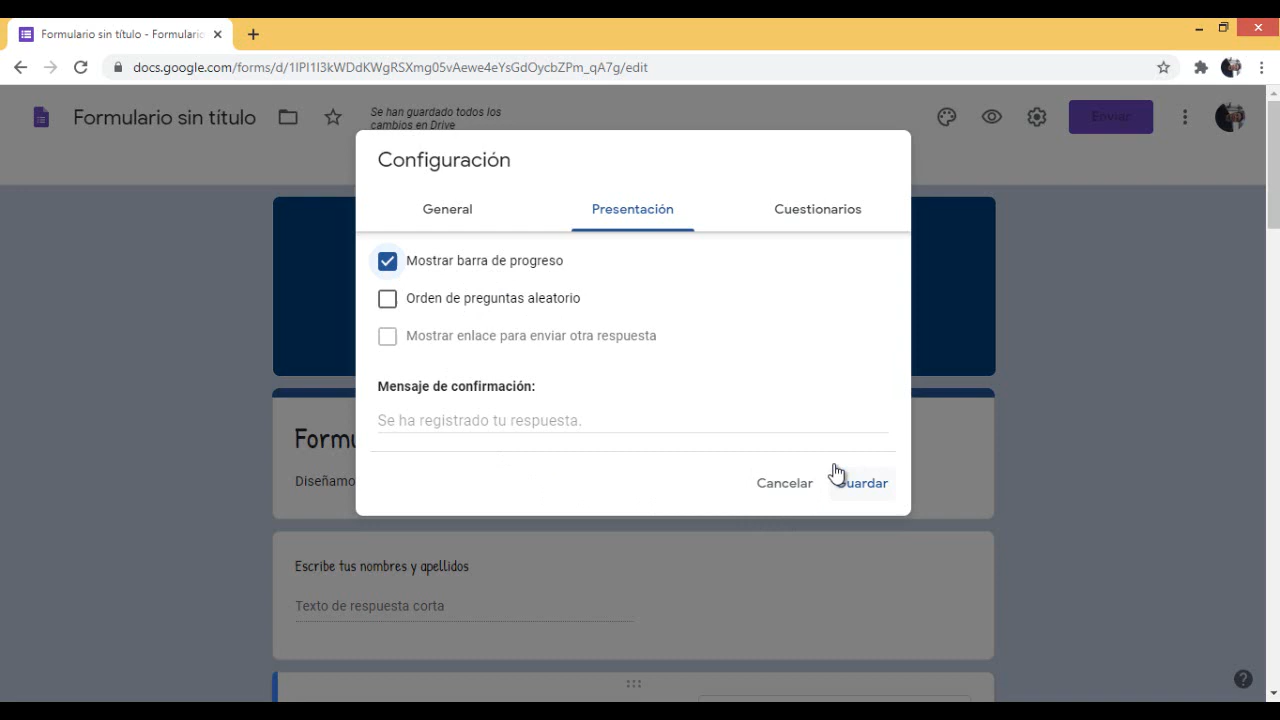 Formulario sin título - Formulario
docs.google.com/forms/d/1IPI1I3kWDdKWgRSXmg05vAewe4eYsGdOycbZPm_qA7g/edit
Formulario sin título
Se han guardado todos los
cambios en Drive
Enviar
Configuración
General
Presentación
Cuestionarios
Mostrar barra de progreso
Orden de preguntas aleatorio
Mostrar enlace para enviar otra respuesta
Mensaje de confirmación:
Se ha registrado tu respuesta.
Formu
Diseñamo
Cancelar
Guardar
Escribe tus nombres y apellidos
Texto de respuesta corta